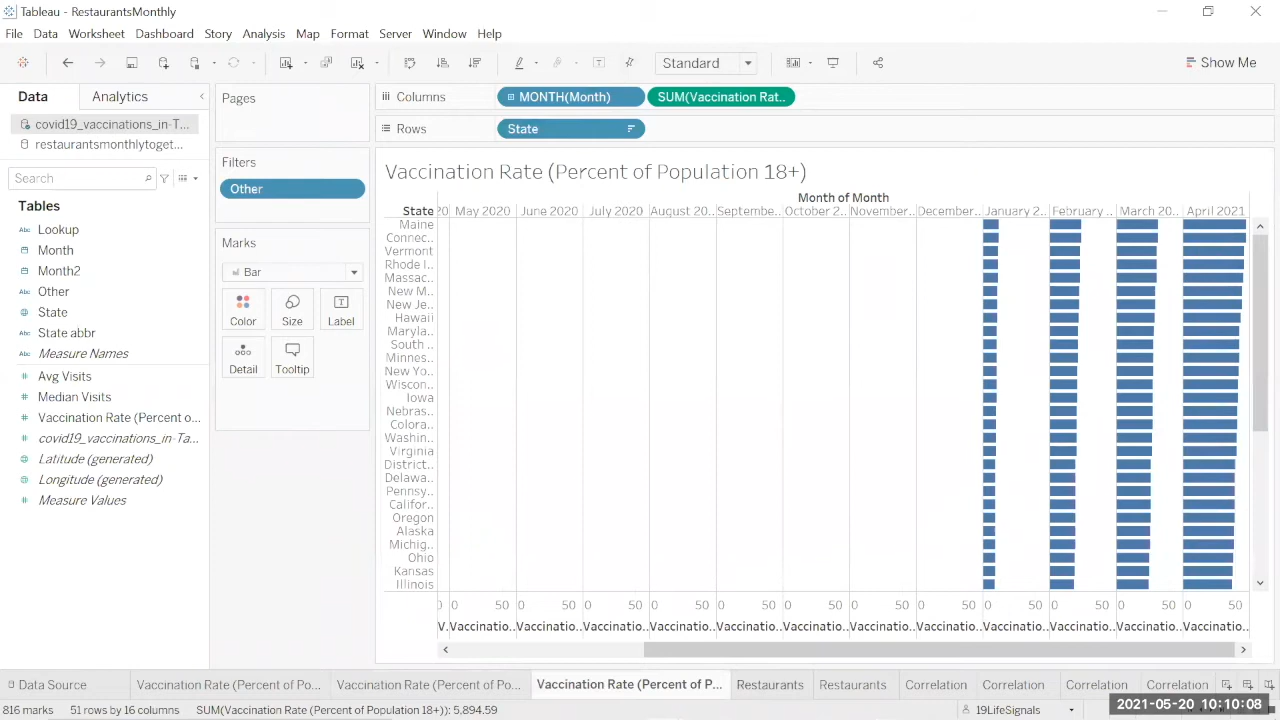 Tableau - RestaurantsMonthly
File Data Worksheet Dashboard Story Analysis Map Format Server Window Help
Standard
Show Me
Data Analytics
covid19_vaccinations_in-T...
restaurantsmonthlytoget...
Search
Tables
Abc Lookup
Month
Month2
Abc Other
State
Abc State abbr
Abc Measure Names
Avg Visits
Median Visits
Vaccination Rate (Percent o...
covid19_vaccinations_in-Ta...
Latitude (generated)
Longitude (generated)
Measure Values
Pages
Filters
Other
Marks
Bar
Color Size Label
Detail Tooltip
Columns MONTH(Month) SUM(Vaccination Rat..
Rows State
Vaccination Rate (Percent of Population 18+)
Month of Month
State 20 May 2020 June 2020 July 2020 August 20.. Septembe.. October 2.. November.. December.. January 2.. February .. March 20.. April 2021
Maine
Connec..
Vermont
Rhode I..
Massac..
New M..
New Je..
Hawaii
Maryla..
South ..
Minnes..
New Yo..
Wiscon..
Iowa
Nebras..
Colora..
Washin..
Virginia
District..
Delawa..
Pennsy..
Califor..
Oregon
Alaska
Michig..
Ohio
Kansas
Illinois
0 0 50 0 50 0 50 0 50 0 50 0 50 0 50 0 50 0 50 0 50 0 50 0 50
V. Vaccinatio.. Vaccinatio.. Vaccinatio.. Vaccinatio.. Vaccinatio.. Vaccinatio.. Vaccinatio.. Vaccinatio.. Vaccinatio.. Vaccinatio.. Vaccinatio.. Vaccinatio..
Data Source Vaccination Rate (Percent of Po... Vaccination Rate (Percent of Po... Vaccination Rate (Percent of P... Restaurants Restaurants Correlation Correlation Correlation Correlation
816 marks 51 rows by 16 columns SUM(Vaccination Rate (Percent of Population 18+)): 5,894.59 19LifeSignals
2021-05-20 10:10:08